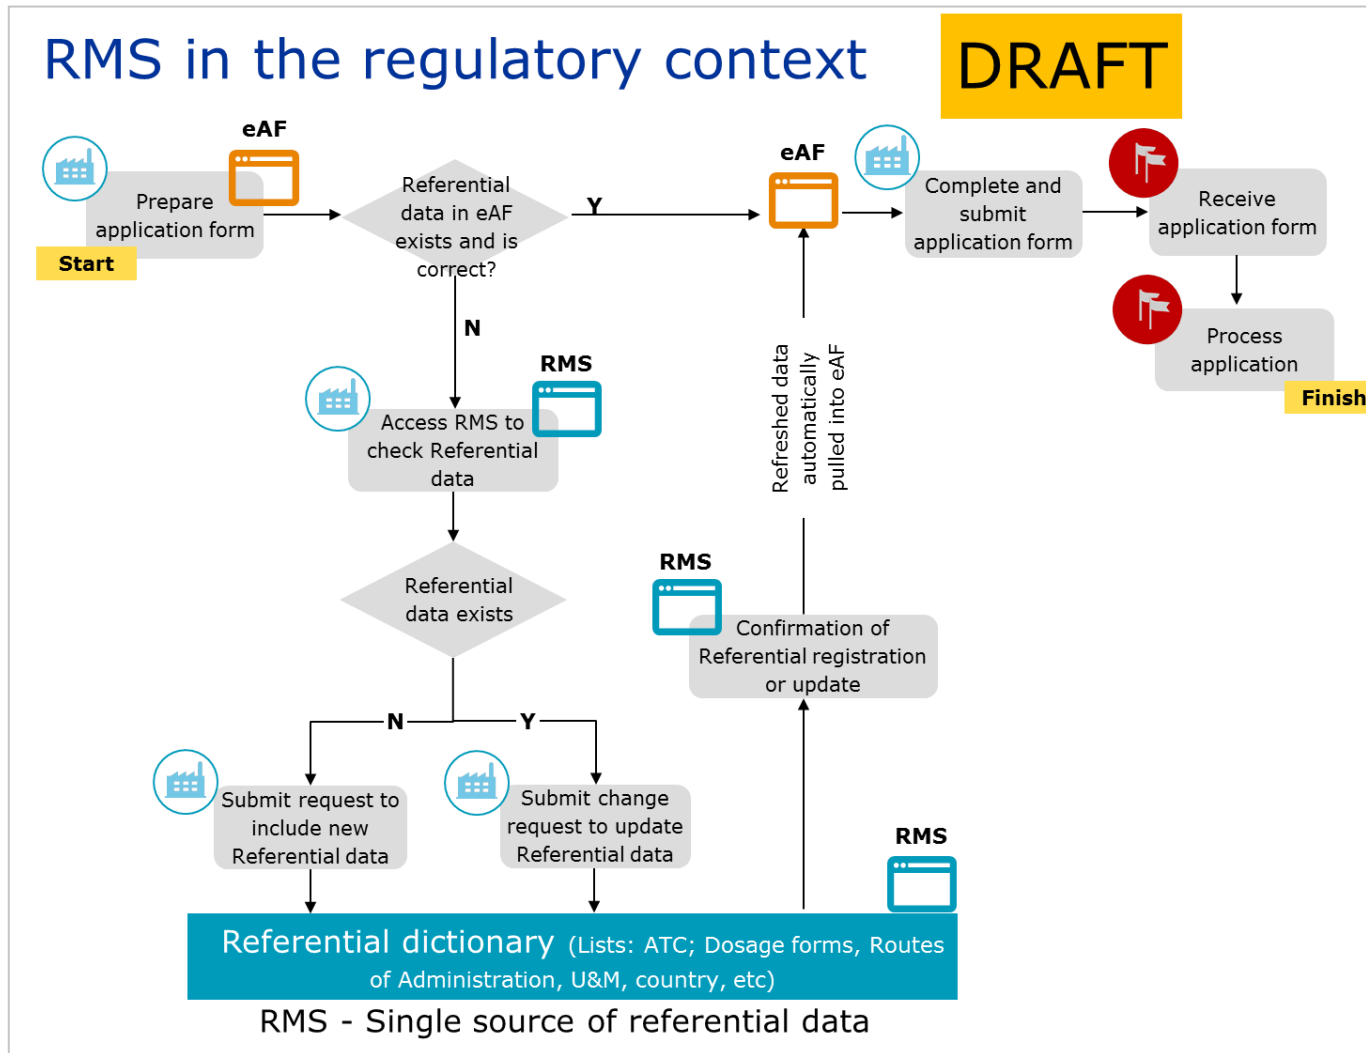 RMS in the regulatory context
DRAFT
eAF
Prepare
application form
Start
Referential
data in eAF
exists and is
correct?
Y
eAF
Complete and
submit
application form
Receive
application form
Process
application
Finish
N
RMS
Access RMS to
check Referential
data
Referential
data exists
N
Y
Submit request to
include new
Referential data
Submit change
request to update
Referential data
Refreshed data
automatically
pulled into eAF
RMS
Confirmation of
Referential registration
or update
RMS
Referential dictionary (Lists: ATC; Dosage forms, Routes
of Administration, U&M, country, etc)
RMS - Single source of referential data